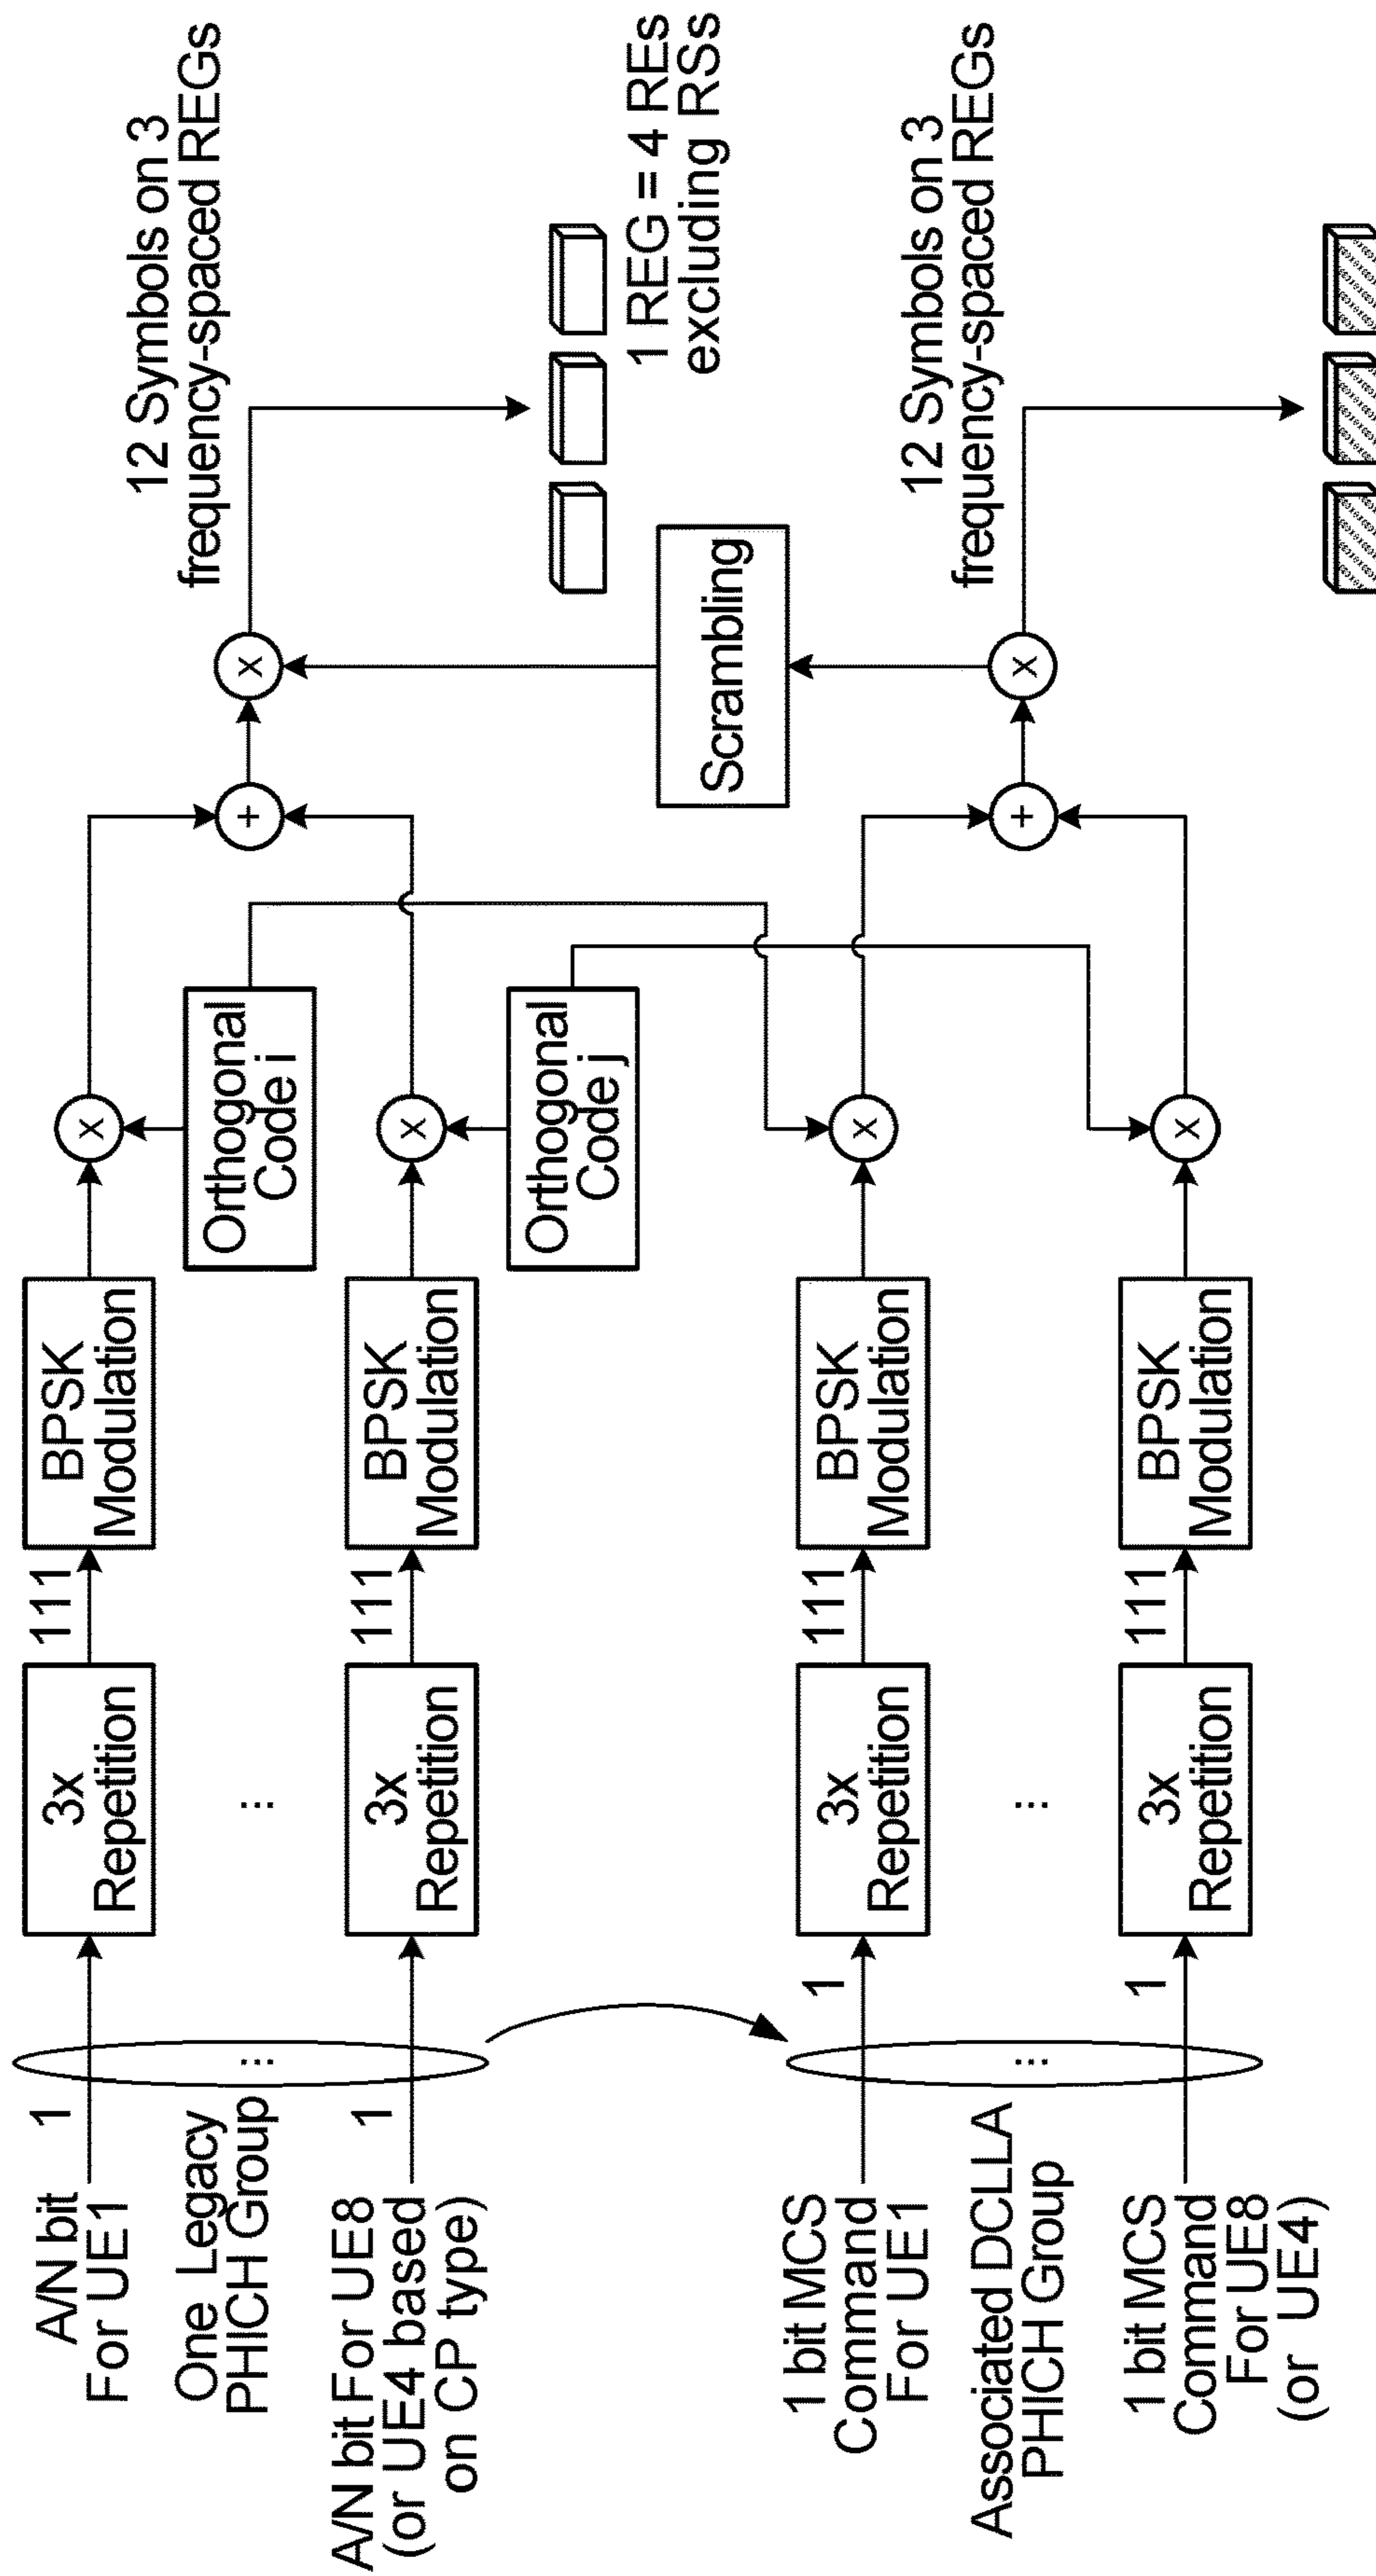 A/N bit
For UE1
1
3x
Repetition
111
BPSK
Modulation
x
12 Symbols on 3
frequency-spaced REGs
One Legacy
PHICH Group
...
...
Orthogonal
Code i
+
x
A/N bit For UE8
(or UE4 based
on CP type)
1
3x
Repetition
111
BPSK
Modulation
x
Orthogonal
Code j
1 REG = 4 REs
excluding RSs
Scrambling
1 bit MCS
Command
For UE1
1
3x
Repetition
111
BPSK
Modulation
x
12 Symbols on 3
frequency-spaced REGs
Associated DCLLA
PHICH Group
...
...
+
x
1 bit MCS
Command
For UE8
(or UE4)
1
3x
Repetition
111
BPSK
Modulation
x